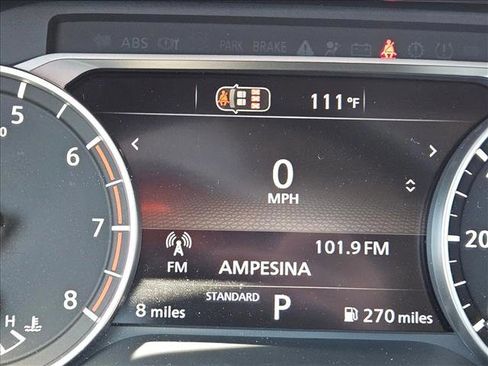 ABS PARK BRAKE
111°F
0
MPH
101.9 FM
FM AMPESINA
STANDARD P
8 miles 270 miles
5
6
7
8
H
20